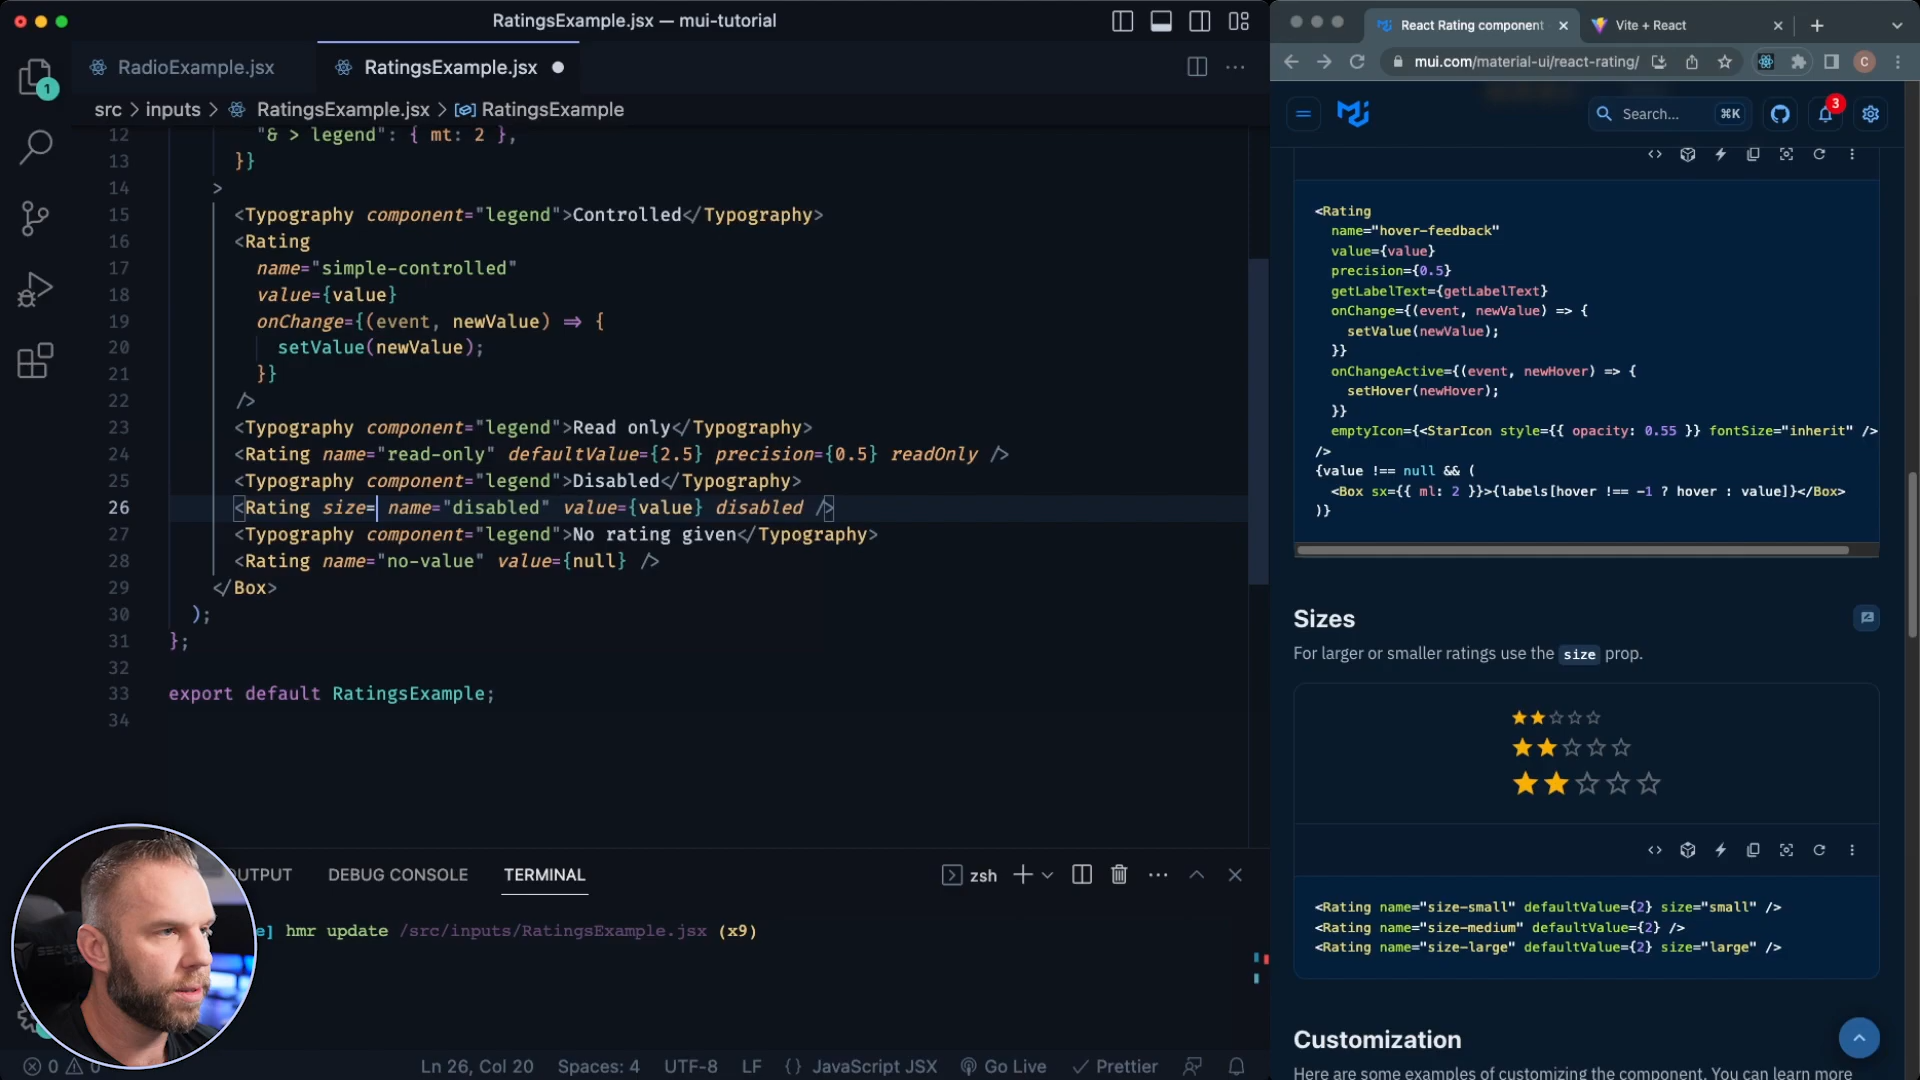 RatingsExample.jsx — mui-tutorial
RadioExample.jsx
RatingsExample.jsx
src > inputs > RatingsExample.jsx > RatingsExample
1
12 "& > legend": { mt: 2 },
13 }}
14 >
15 <Typography component="legend">Controlled</Typography>
16 <Rating
17 name="simple-controlled"
18 value={value}
19 onChange={(event, newValue) => {
20 setValue(newValue);
21 }}
22 />
23 <Typography component="legend">Read only</Typography>
24 <Rating name="read-only" defaultValue={2.5} precision={0.5} readOnly />
25 <Typography component="legend">Disabled</Typography>
26 <Rating size= name="disabled" value={value} disabled />
27 <Typography component="legend">No rating given</Typography>
28 <Rating name="no-value" value={null} />
29 </Box>
30 );
31 };
32
33 export default RatingsExample;
34
OUTPUT
DEBUG CONSOLE
TERMINAL
zsh
e] hmr update /src/inputs/RatingsExample.jsx (x9)
0 0
Ln 26, Col 20
Spaces: 4
UTF-8
LF
{} JavaScript JSX
Go Live
Prettier
React Rating component
Vite + React
mui.com/material-ui/react-rating/
C
Search...
⌘K
3
<Rating
name="hover-feedback"
value={value}
precision={0.5}
getLabelText={getLabelText}
onChange={(event, newValue) => {
setValue(newValue);
}}
onChangeActive={(event, newHover) => {
setHover(newHover);
}}
emptyIcon={<StarIcon style={{ opacity: 0.55 }} fontSize="inherit" />
/>
{value !== null && (
<Box sx={{ ml: 2 }}>{labels[hover !== -1 ? hover : value]}</Box>
)}
Sizes
For larger or smaller ratings use the size prop.
<Rating name="size-small" defaultValue={2} size="small" />
<Rating name="size-medium" defaultValue={2} />
<Rating name="size-large" defaultValue={2} size="large" />
Customization
Here are some examples of customizing the component. You can learn more